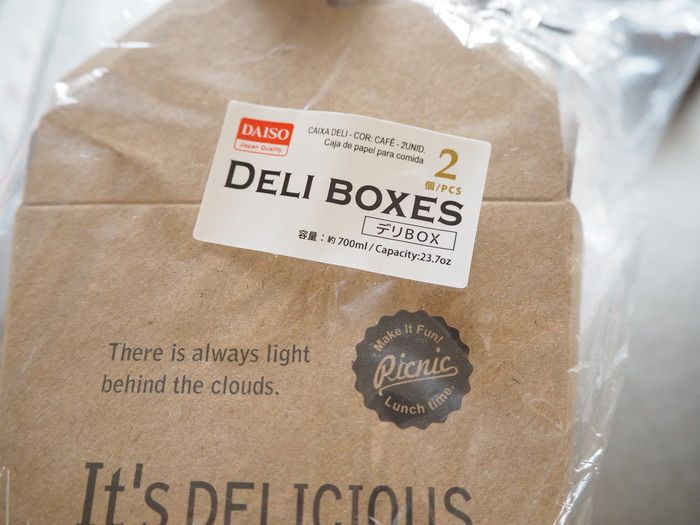 DAISO
Japan Quality
CAIXA DELI - COR: CAFÉ - 2UNID.
Caja de papel para comida
2
個/PCS
DELI BOXES
デリBOX
容量：約700ml / Capacity:23.7oz
There is always light
behind the clouds.
Make It Fun!
Picnic
Lunch time.
It's DELICIOUS